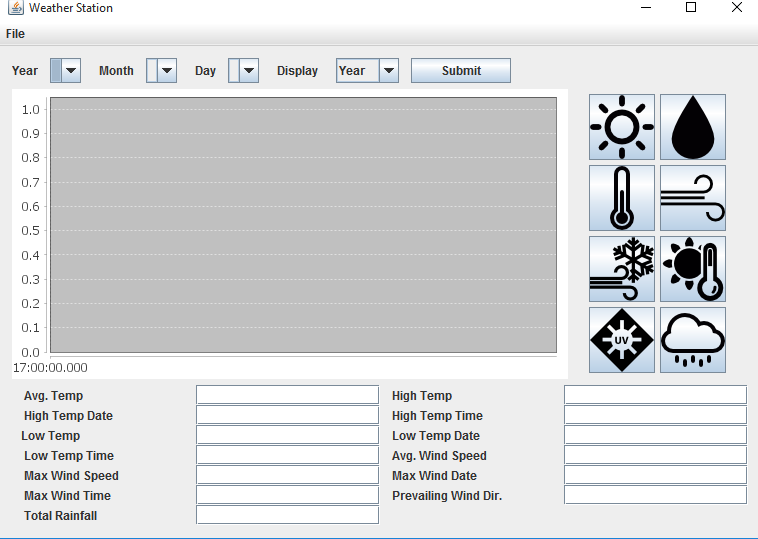 Weather Station
File
Year Month Day Display Year Submit
1.0
0.9
0.8
0.7
0.6
0.5
0.4
0.3
0.2
0.1
0.0
17:00:00.000
UV
Avg. Temp High Temp
High Temp Date High Temp Time
Low Temp Low Temp Date
Low Temp Time Avg. Wind Speed
Max Wind Speed Max Wind Date
Max Wind Time Prevailing Wind Dir.
Total Rainfall